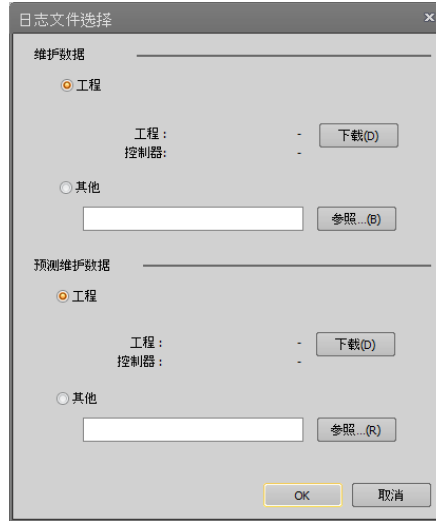 日志文件选择 ×
维护数据
工程
工程： - 下载(D)
控制器: -
其他
参照...(B)
预测维护数据
工程
工程： - 下载(D)
控制器： -
其他
参照...(R)
OK 取消